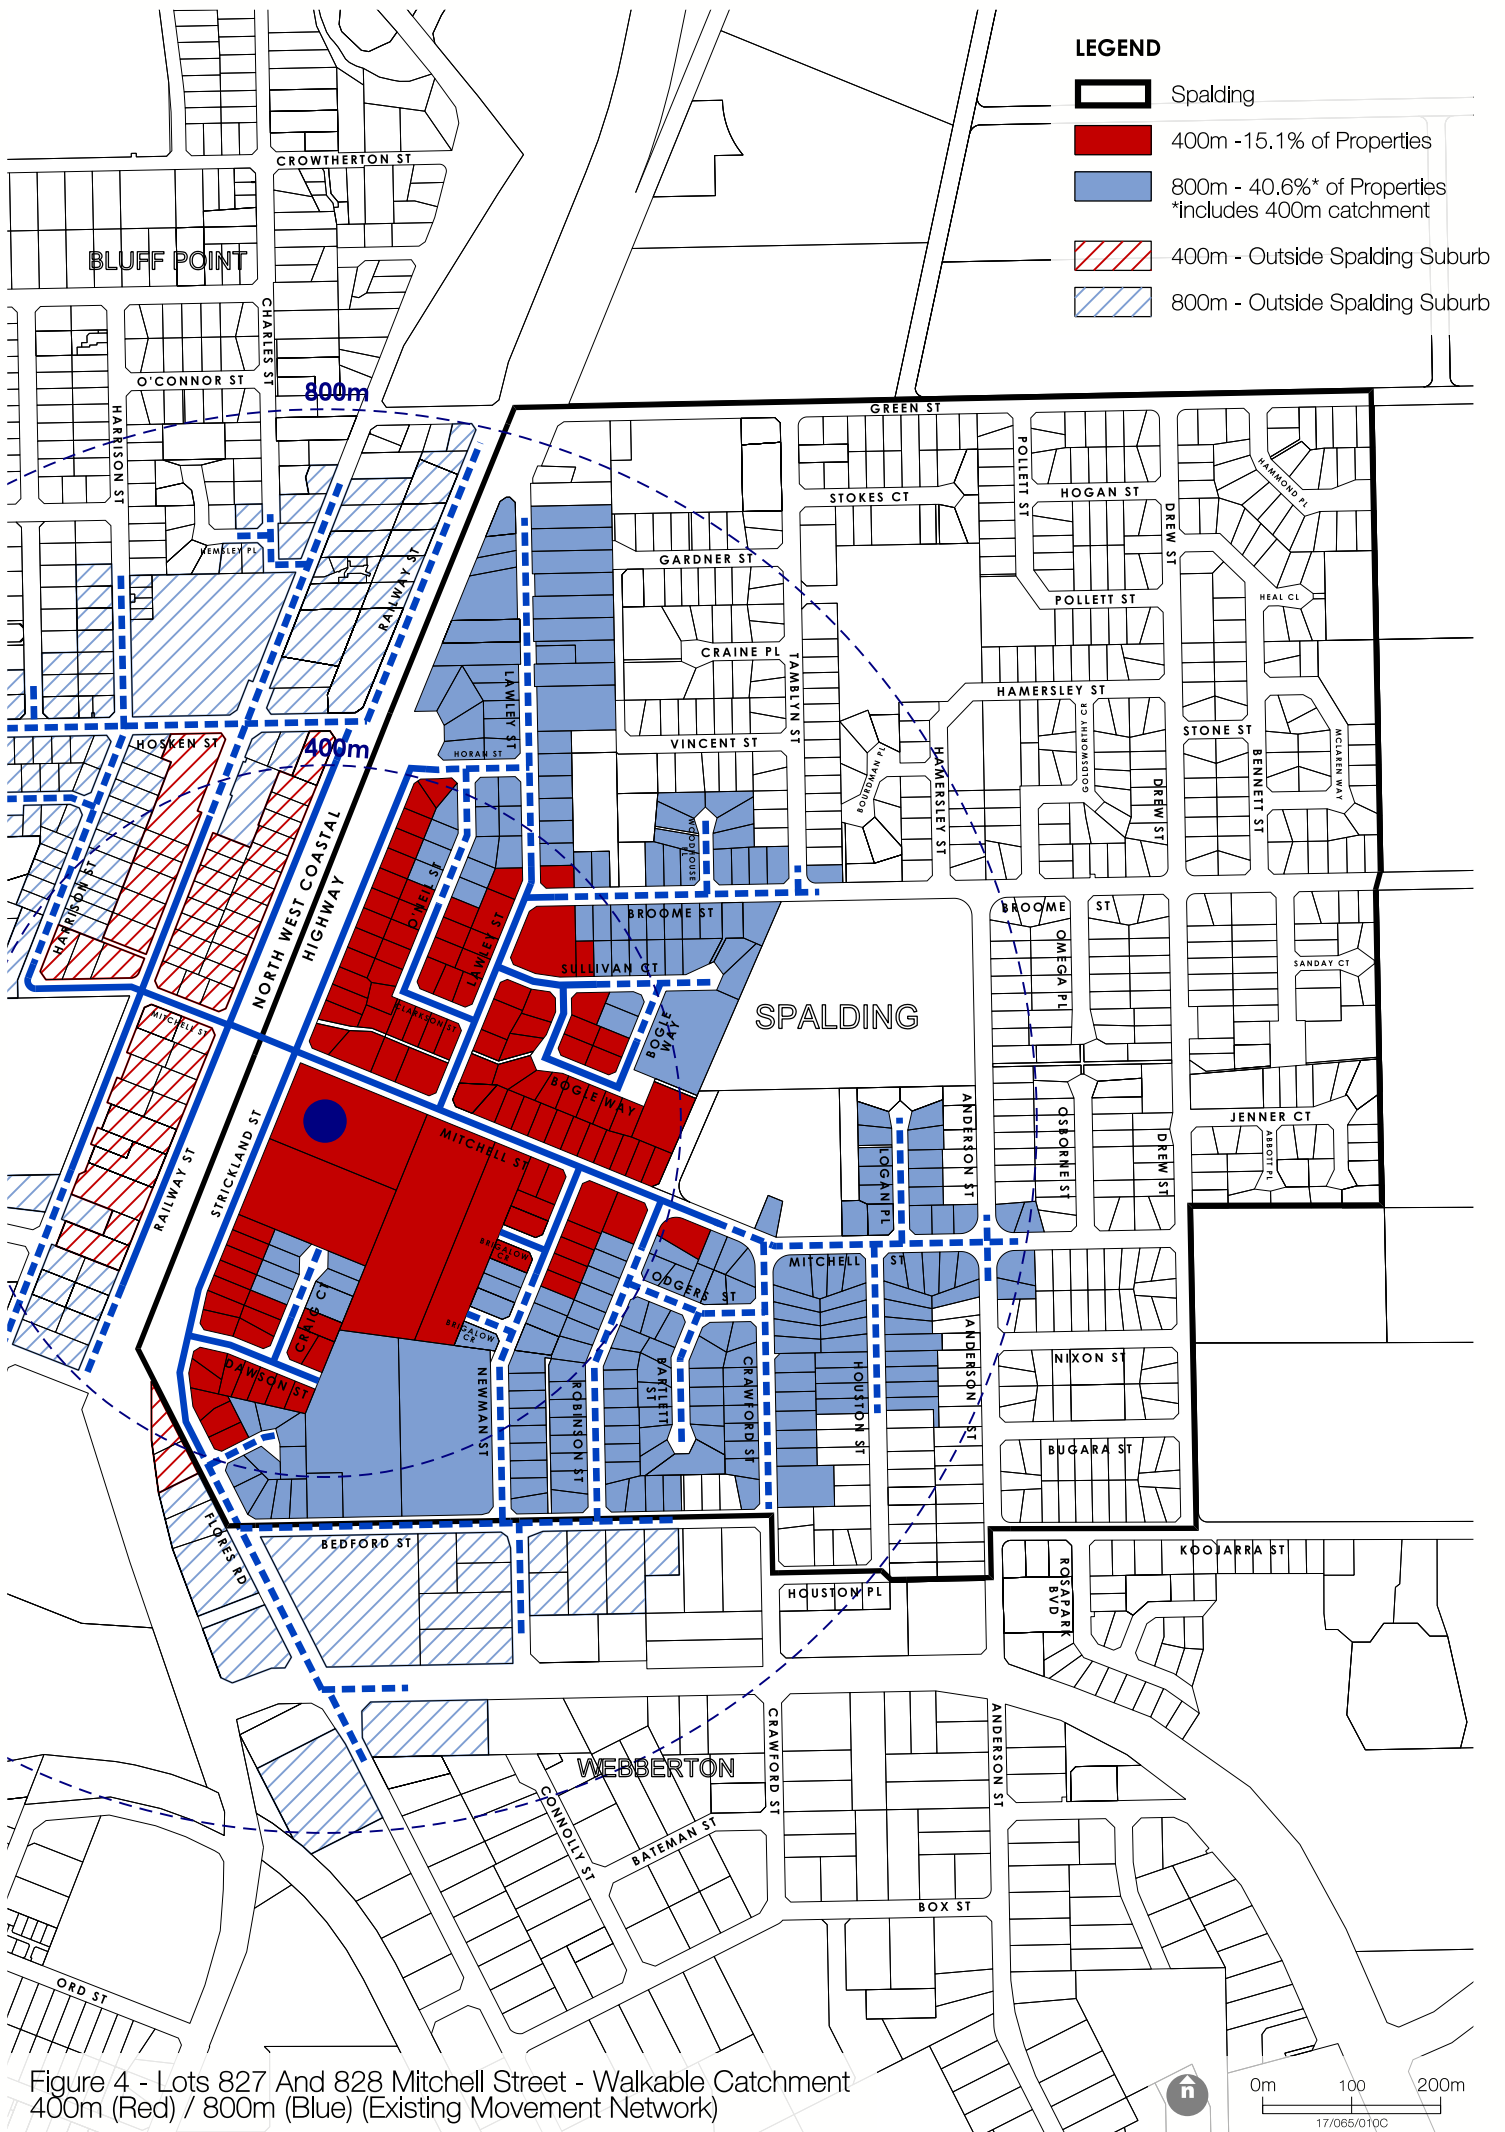 LEGEND
Spalding
400m -15.1% of Properties
800m - 40.6%* of Properties
*includes 400m catchment
400m - Outside Spalding Suburb
800m - Outside Spalding Suburb
CROWTHERTON ST
BLUFF POINT
CHARLES ST
O'CONNOR ST
800m
HARRISON ST
GREEN ST
POLLETT ST
HAMMOND PL
STOKES CT
HOGAN ST
DREW ST
HEMSLEY PL
RAILWAY ST
GARDNER ST
POLLETT ST
HEAL CL
CRAINE PL
TAMBLYN ST
LAWLEY ST
HAMERSLEY ST
GOLDSWORTHY CR
STONE ST
MCLAREN WAY
HOSKEN ST
400m
HORAN ST
VINCENT ST
BOURDMAN PL
HAMERSLEY ST
DREW ST
BENNETT ST
NORTH WEST COASTAL
HIGHWAY
HARRISON ST
O'NEIL ST
WOODHOUSE PL
LAWLEY ST
BROOME ST
BROOME ST
OMEGA PL
SULLIVAN CT
SANDAY CT
MITCHELL ST
CLARKSON ST
BOGLE WAY
SPALDING
BOGLE WAY
STRICKLAND ST
MITCHELL ST
RAILWAY ST
LOGAN PL
ANDERSON ST
OSBORNE ST
DREW ST
JENNER CT
ABBOTT PL
BRIGALOW CR
MITCHELL ST
ODGERS ST
CRAIG CT
BRIGALOW CR
DAWSON ST
NEWMAN ST
ROBINSON ST
BARTLETT ST
CRAWFORD ST
HOUSTON ST
ANDERSON ST
NIXON ST
BUGARA ST
FLORES RD
BEDFORD ST
HOUSTON PL
ROSAPARK BVD
KOOJARRA ST
WEBBERTON
CRAWFORD ST
ANDERSON ST
CONNOLLY ST
BATEMAN ST
BOX ST
ORD ST
Figure 4 - Lots 827 And 828 Mitchell Street - Walkable Catchment
400m (Red) / 800m (Blue) (Existing Movement Network)
n
0m 100 200m
17/065/010C